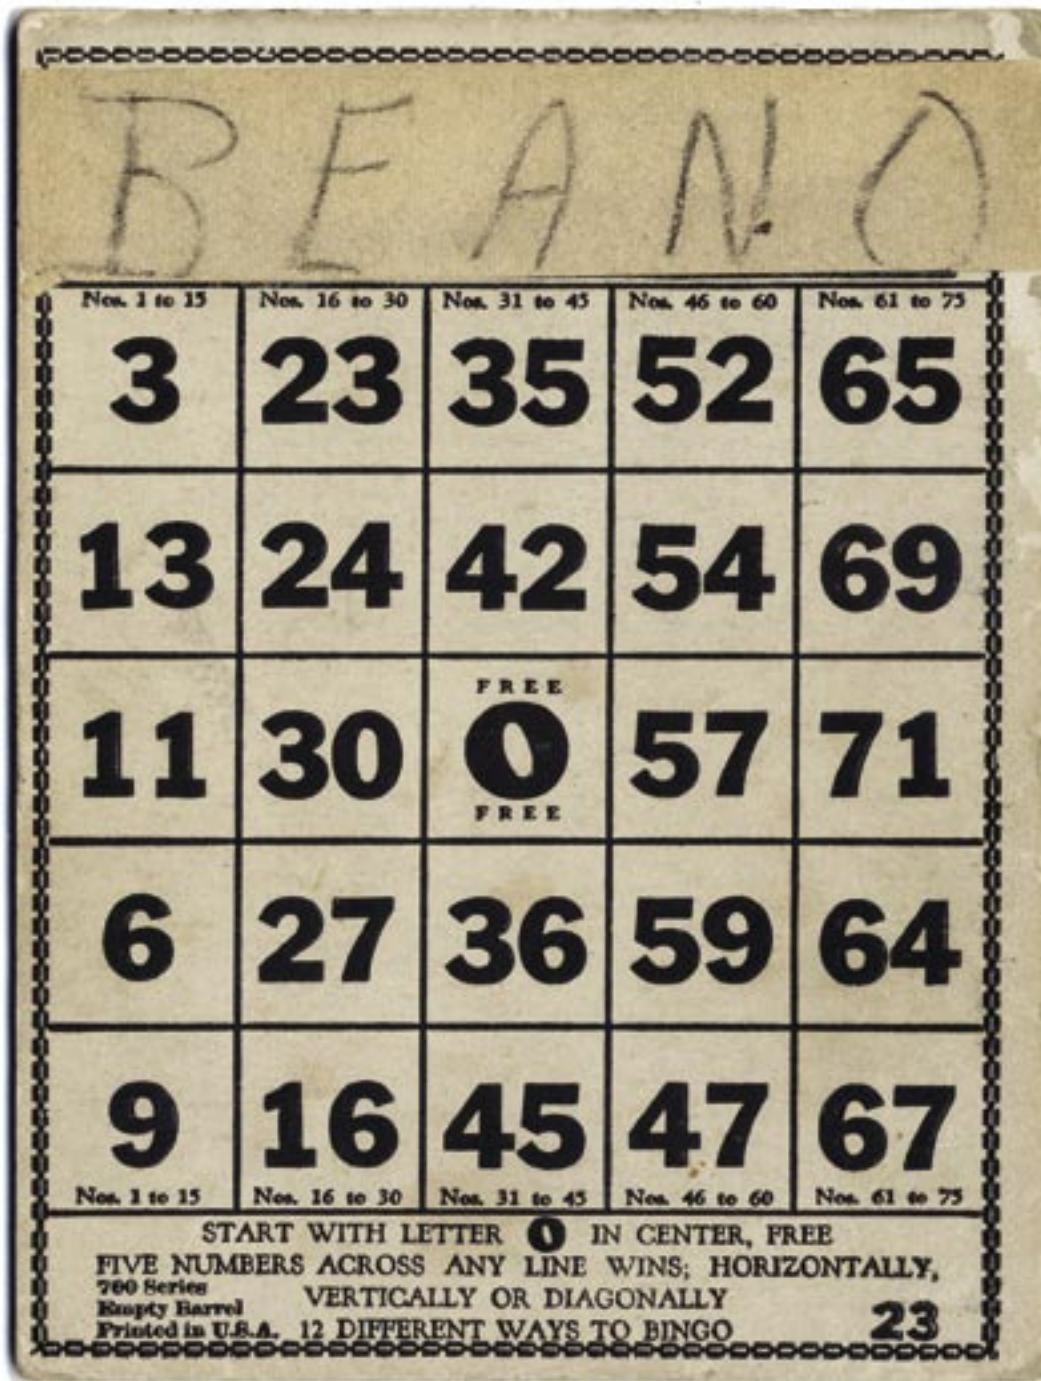 BEANO
Nos. 1 to 15 Nos. 16 to 30 Nos. 31 to 45 Nos. 46 to 60 Nos. 61 to 75
3 23 35 52 65
13 24 42 54 69
FREE
11 30 O 57 71
FREE
6 27 36 59 64
9 16 45 47 67
Nos. 1 to 15 Nos. 16 to 30 Nos. 31 to 45 Nos. 46 to 60 Nos. 61 to 75
START WITH LETTER O IN CENTER, FREE
FIVE NUMBERS ACROSS ANY LINE WINS; HORIZONTALLY,
VERTICALLY OR DIAGONALLY
12 DIFFERENT WAYS TO BINGO
700 Series
Empty Barrel
Printed in U.S.A.
23